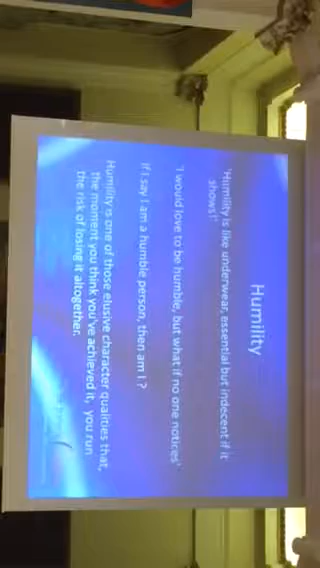 Humility
'Humility is like underwear, essential but indecent if it
shows!'
'I would love to be humble, but what if no one notices'
If I say I am a humble person, then am I ?
Humility is one of those elusive character qualities that,
the moment you think you've achieved it, you run
the risk of losing it altogether.